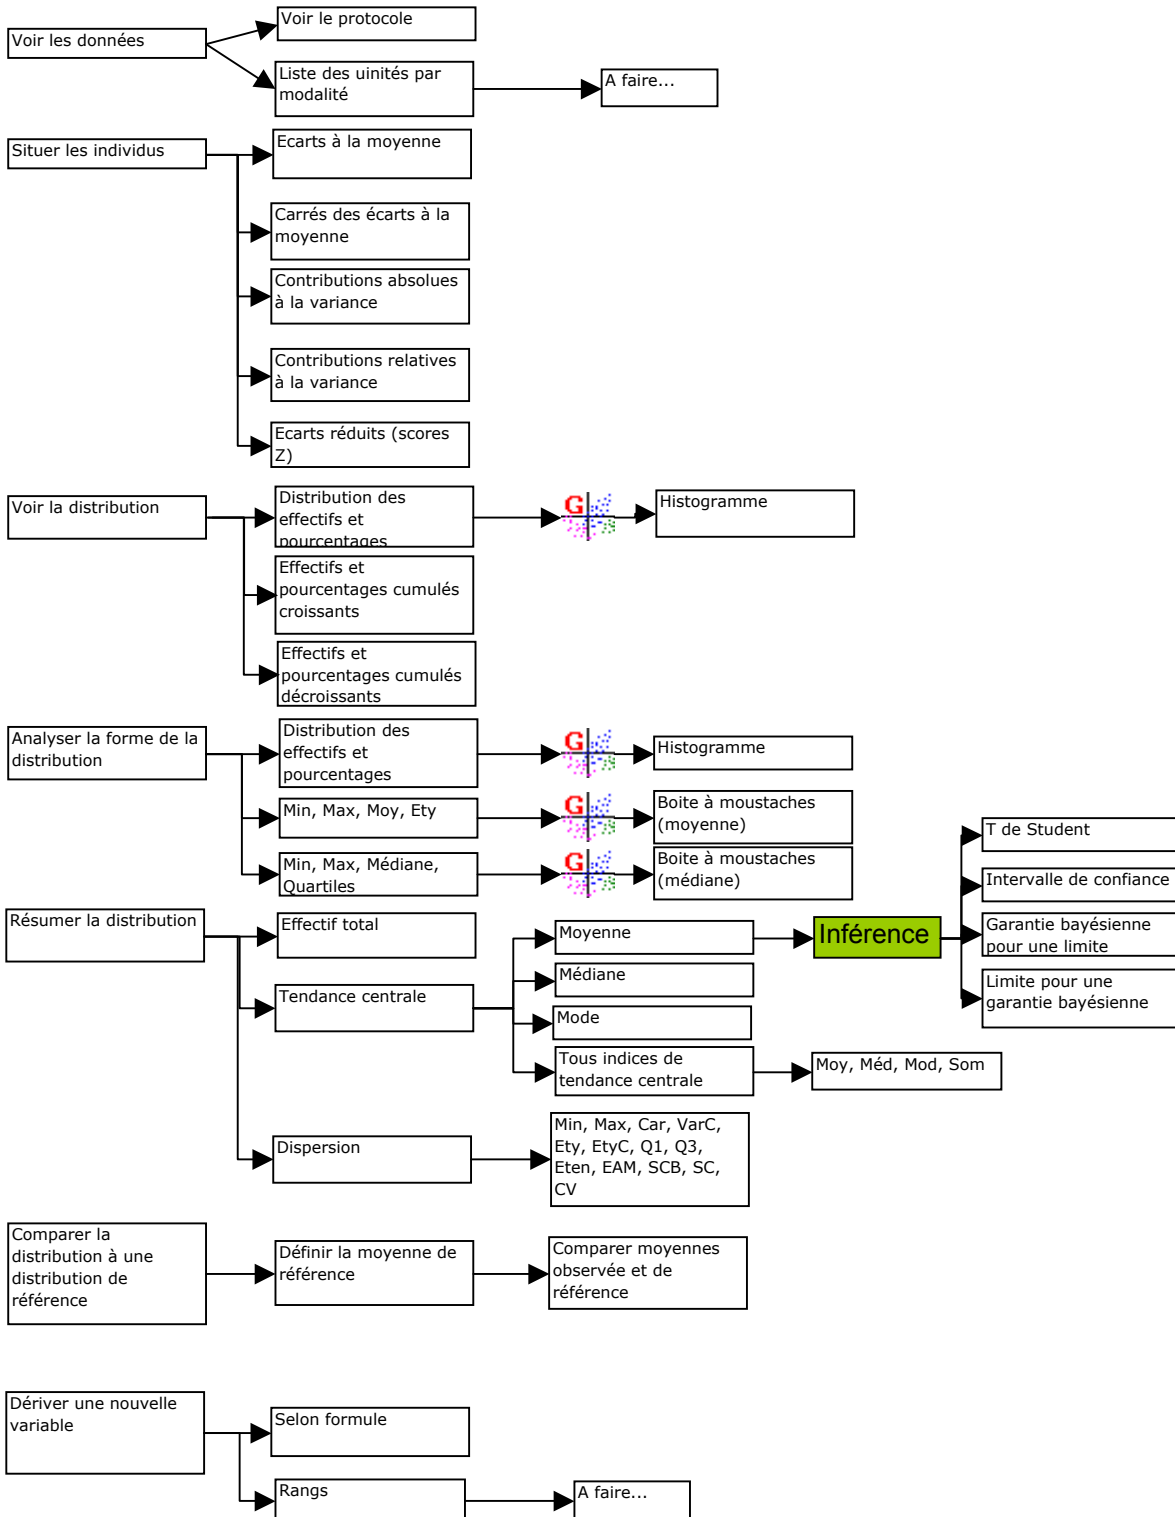 Voir les données
Voir le protocole
Liste des uinités par
modalité
A faire...
Situer les individus
Ecarts à la moyenne
Carrés des écarts à la
moyenne
Contributions absolues
à la variance
Contributions relatives
à la variance
Ecarts réduits (scores
Z)
Voir la distribution
Distribution des
effectifs et
pourcentages
G
Histogramme
Effectifs et
pourcentages cumulés
croissants
Effectifs et
pourcentages cumulés
décroissants
Analyser la forme de la
distribution
Distribution des
effectifs et
pourcentages
G
Histogramme
Min, Max, Moy, Ety
G
Boite à moustaches
(moyenne)
Min, Max, Médiane,
Quartiles
G
Boite à moustaches
(médiane)
Résumer la distribution
Effectif total
Tendance centrale
Moyenne
Inférence
T de Student
Intervalle de confiance
Garantie bayésienne
pour une limite
Limite pour une
garantie bayésienne
Médiane
Mode
Tous indices de
tendance centrale
Moy, Méd, Mod, Som
Dispersion
Min, Max, Car, VarC,
Ety, EtyC, Q1, Q3,
Eten, EAM, SCB, SC,
CV
Comparer la
distribution à une
distribution de
référence
Définir la moyenne de
référence
Comparer moyennes
observée et de
référence
Dériver une nouvelle
variable
Selon formule
Rangs
A faire...